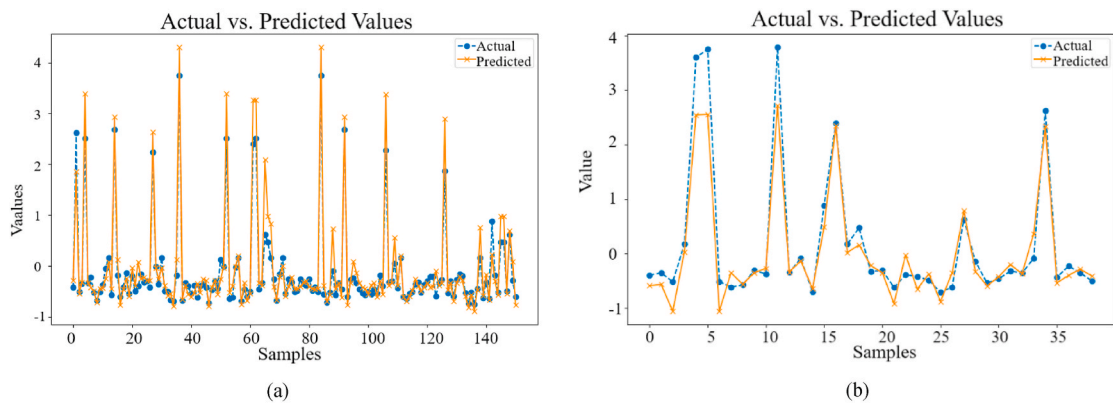 Actual vs. Predicted Values
Actual
Predicted
4
3
2
1
0
-1
Vaalues
0
20
40
60
80
100
120
140
Samples
(a)
Actual vs. Predicted Values
Actual
Predicted
4
3
2
1
0
-1
Value
0
5
10
15
20
25
30
35
Samples
(b)